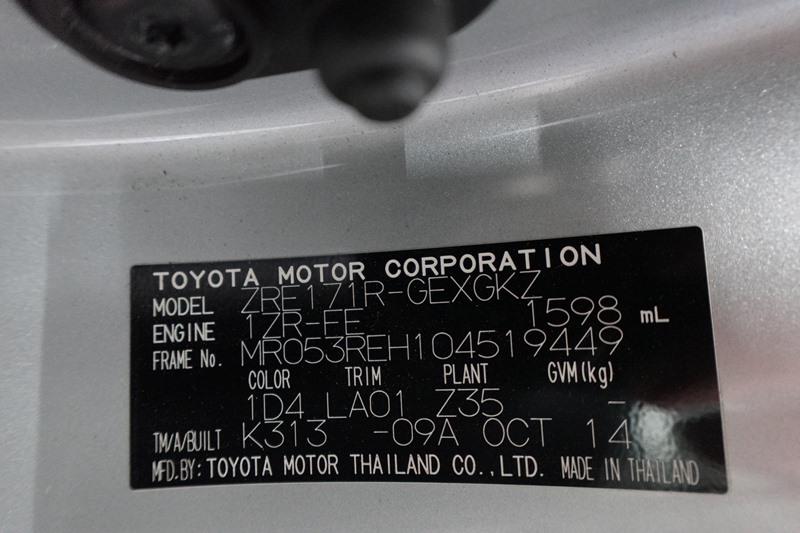 TOYOTA MOTOR CORPORATION
MODEL ZRE171R-GEXGKZ
ENGINE 1ZR-FE 1598 mL
FRAME No. MR053REH104519449
COLOR TRIM PLANT GVM(kg)
1D4 LA01 Z35 -
TM/A/BUILT K313 -09A OCT 14
MFD.BY: TOYOTA MOTOR THAILAND CO.,LTD. MADE IN THAILAND